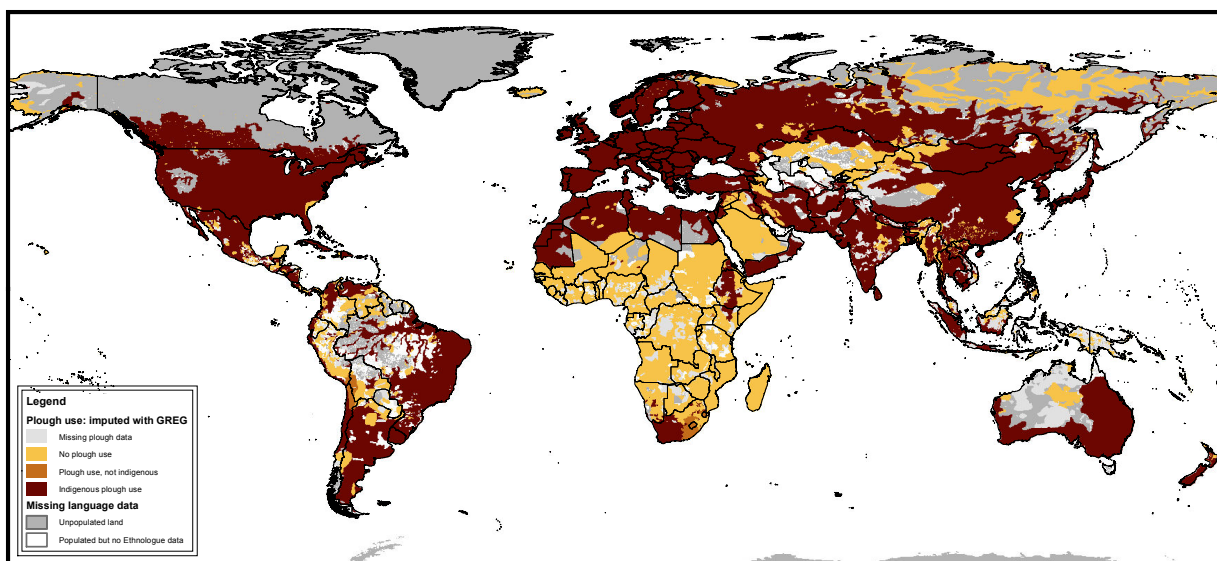 Legend
Plough use: imputed with GREG
Missing plough data
No plough use
Plough use, not indigenous
Indigenous plough use
Missing language data
Unpopulated land
Populated but no Ethnologue data